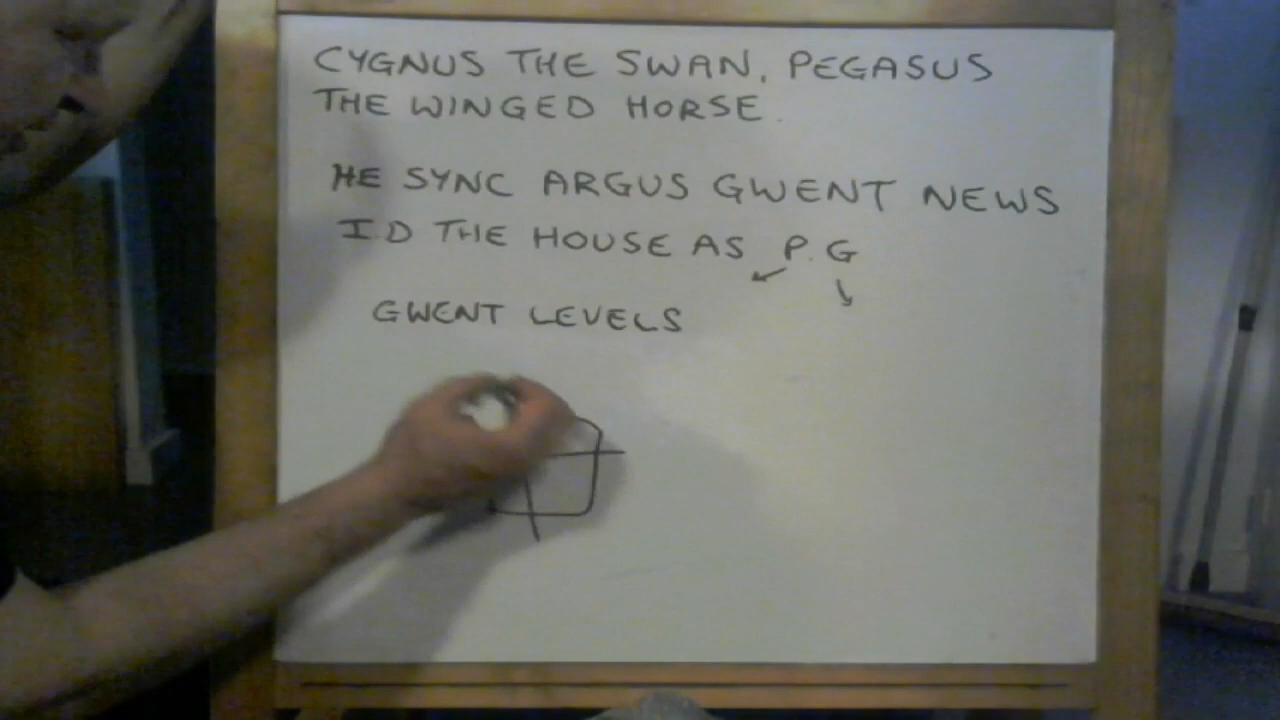 CYGNUS THE SWAN, PEGASUS
THE WINGED HORSE.
HE SYNC ARGUS GWENT NEWS
I.D THE HOUSE AS P.G
GWENT LEVELS